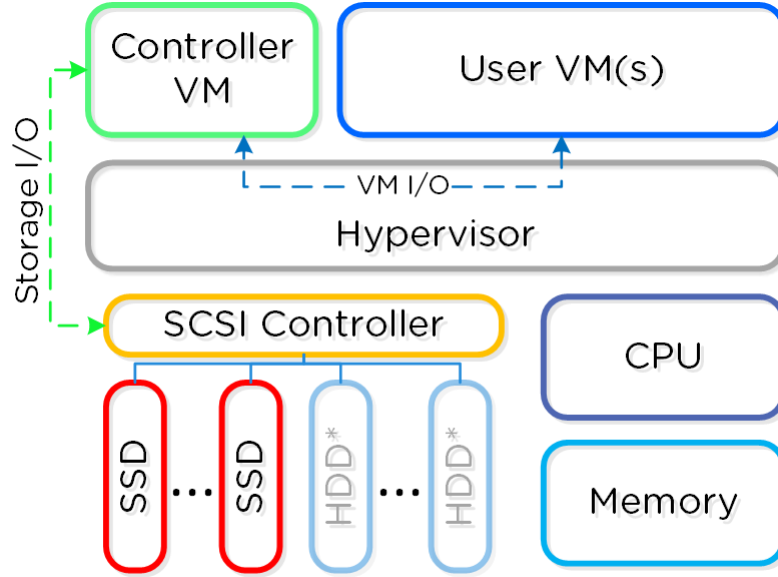 Controller
VM
User VM(s)
Storage I/O
VM I/O
Hypervisor
SCSI Controller
CPU
SSD
...
SSD
HDD*
...
HDD*
Memory